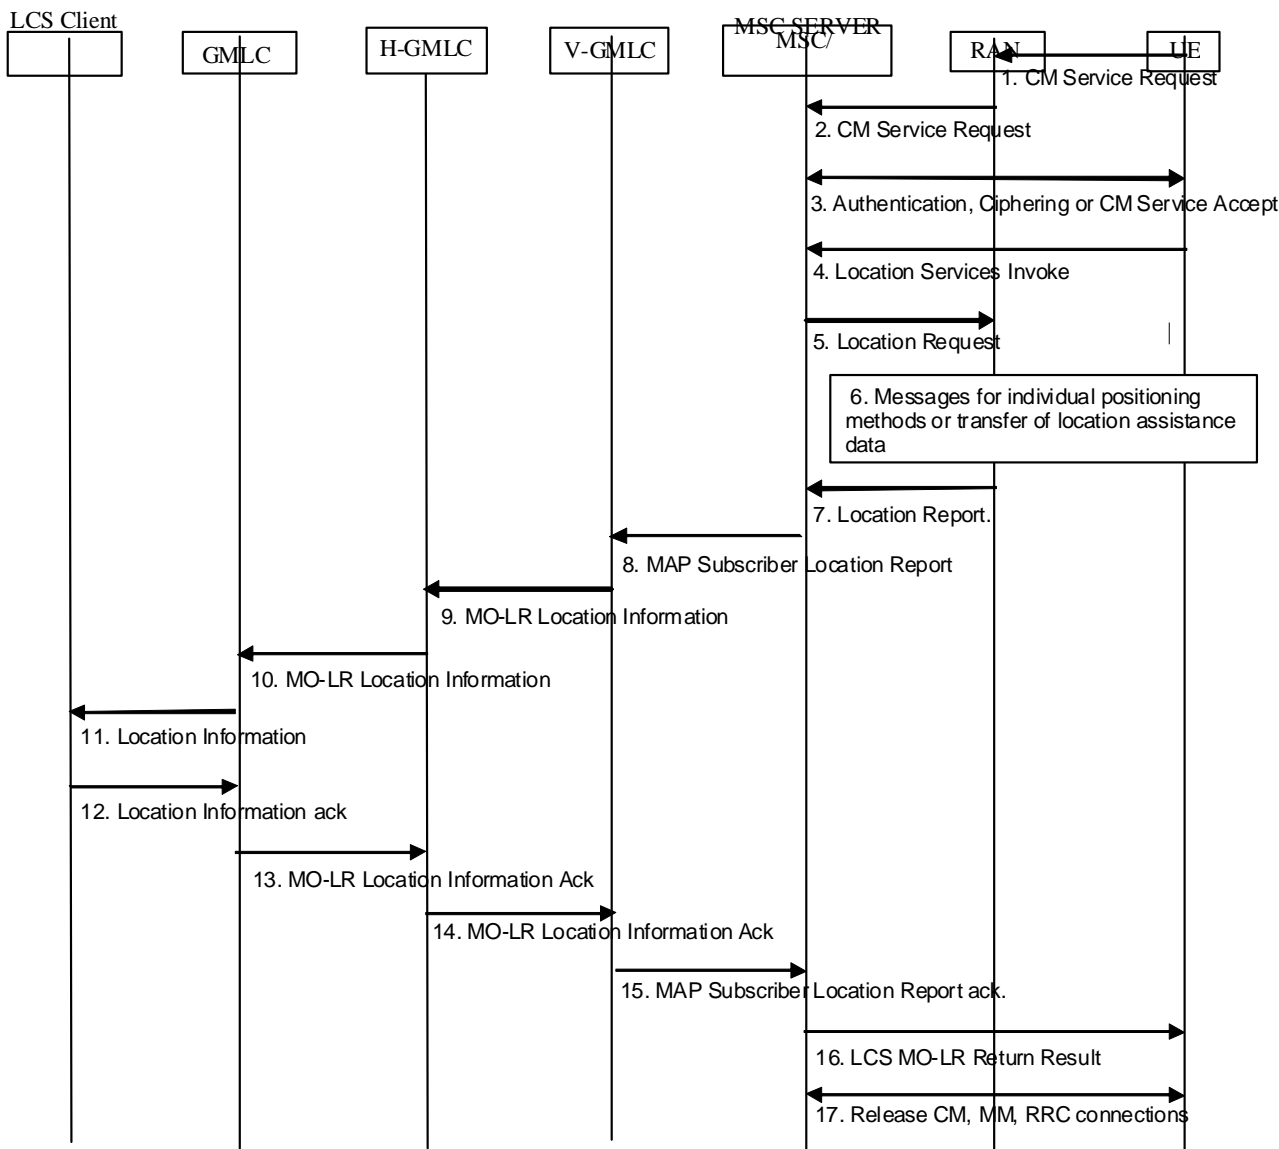 LCS Client
GMLC
H-GMLC
V-GMLC
MSC SERVER
MSC/
RAN
UE
1. CM Service Request
2. CM Service Request
3. Authentication, Ciphering or CM Service Accept
4. Location Services Invoke
5. Location Request
6. Messages for individual positioning
methods or transfer of location assistance
data
7. Location Report.
8. MAP Subscriber Location Report
9. MO-LR Location Information
10. MO-LR Location Information
11. Location Information
12. Location Information ack
13. MO-LR Location Information Ack
14. MO-LR Location Information Ack
15. MAP Subscriber Location Report ack.
16. LCS MO-LR Return Result
17. Release CM, MM, RRC connections